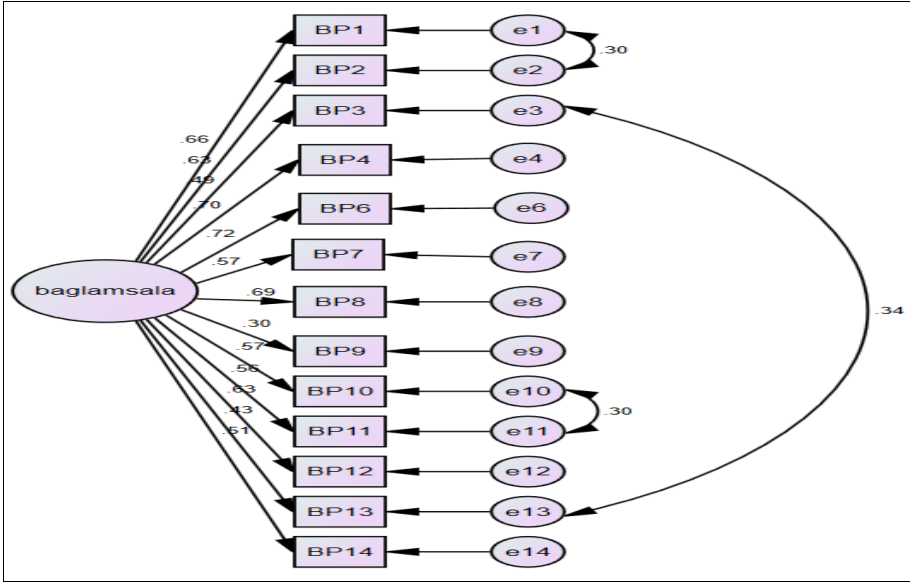 BP1 e1
.30
BP2 e2
BP3 e3
.66
.63
BP4 e4
.49
.70
BP6 e6
.72
BP7 e7
.57
baglamsala
.69
BP8 e8
.34
.30
BP9 e9
.57
.56
BP10 e10
.63
.43
.30
BP11 e11
.51
BP12 e12
BP13 e13
BP14 e14